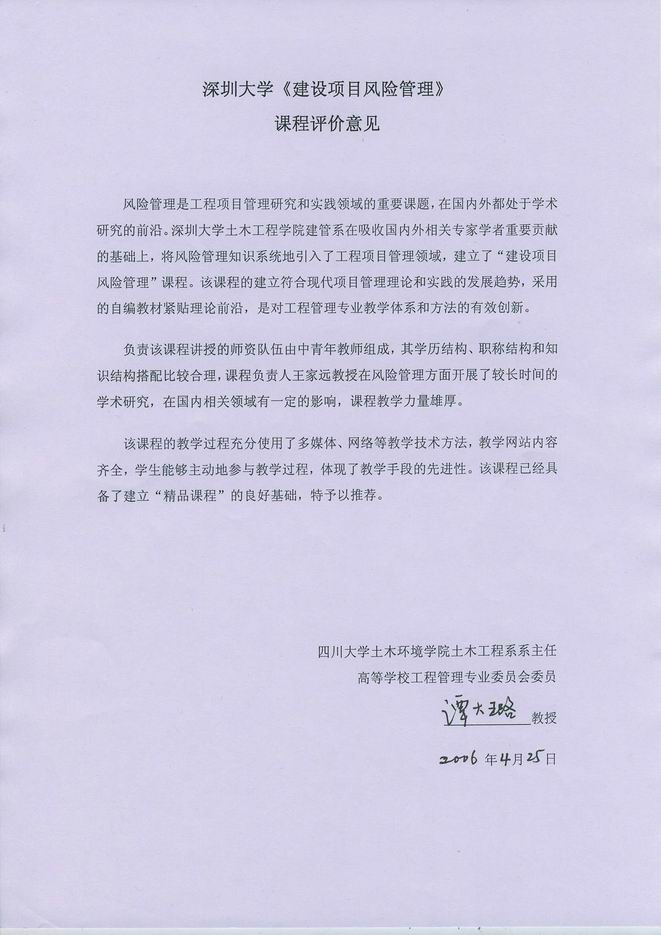 深圳大学《建设项目风险管理》
课程评价意见
风险管理是工程项目管理研究和实践领域的重要课题，在国内外都处于学术
研究的前沿。深圳大学土木工程学院建管系在吸收国内外相关专家学者重要贡献
的基础上，将风险管理知识系统地引入了工程项目管理领域，建立了“建设项目
风险管理”课程。该课程的建立符合现代项目管理理论和实践的发展趋势，采用
的自编教材紧贴理论前沿，是对工程管理专业教学体系和方法的有效创新。
负责该课程讲授的师资队伍由中青年教师组成，其学历结构、职称结构和知
识结构搭配比较合理，课程负责人王家远教授在风险管理方面开展了较长时间的
学术研究，在国内相关领域有一定的影响，课程教学力量雄厚。
该课程的教学过程充分使用了多媒体、网络等教学技术方法，教学网站内容
齐全，学生能够主动地参与教学过程，体现了教学手段的先进性。该课程已经具
备了建立“精品课程”的良好基础，特予以推荐。
四川大学土木环境学院土木工程系系主任
高等学校工程管理专业委员会委员
谭大璐 教授
2006 年 4 月 25 日